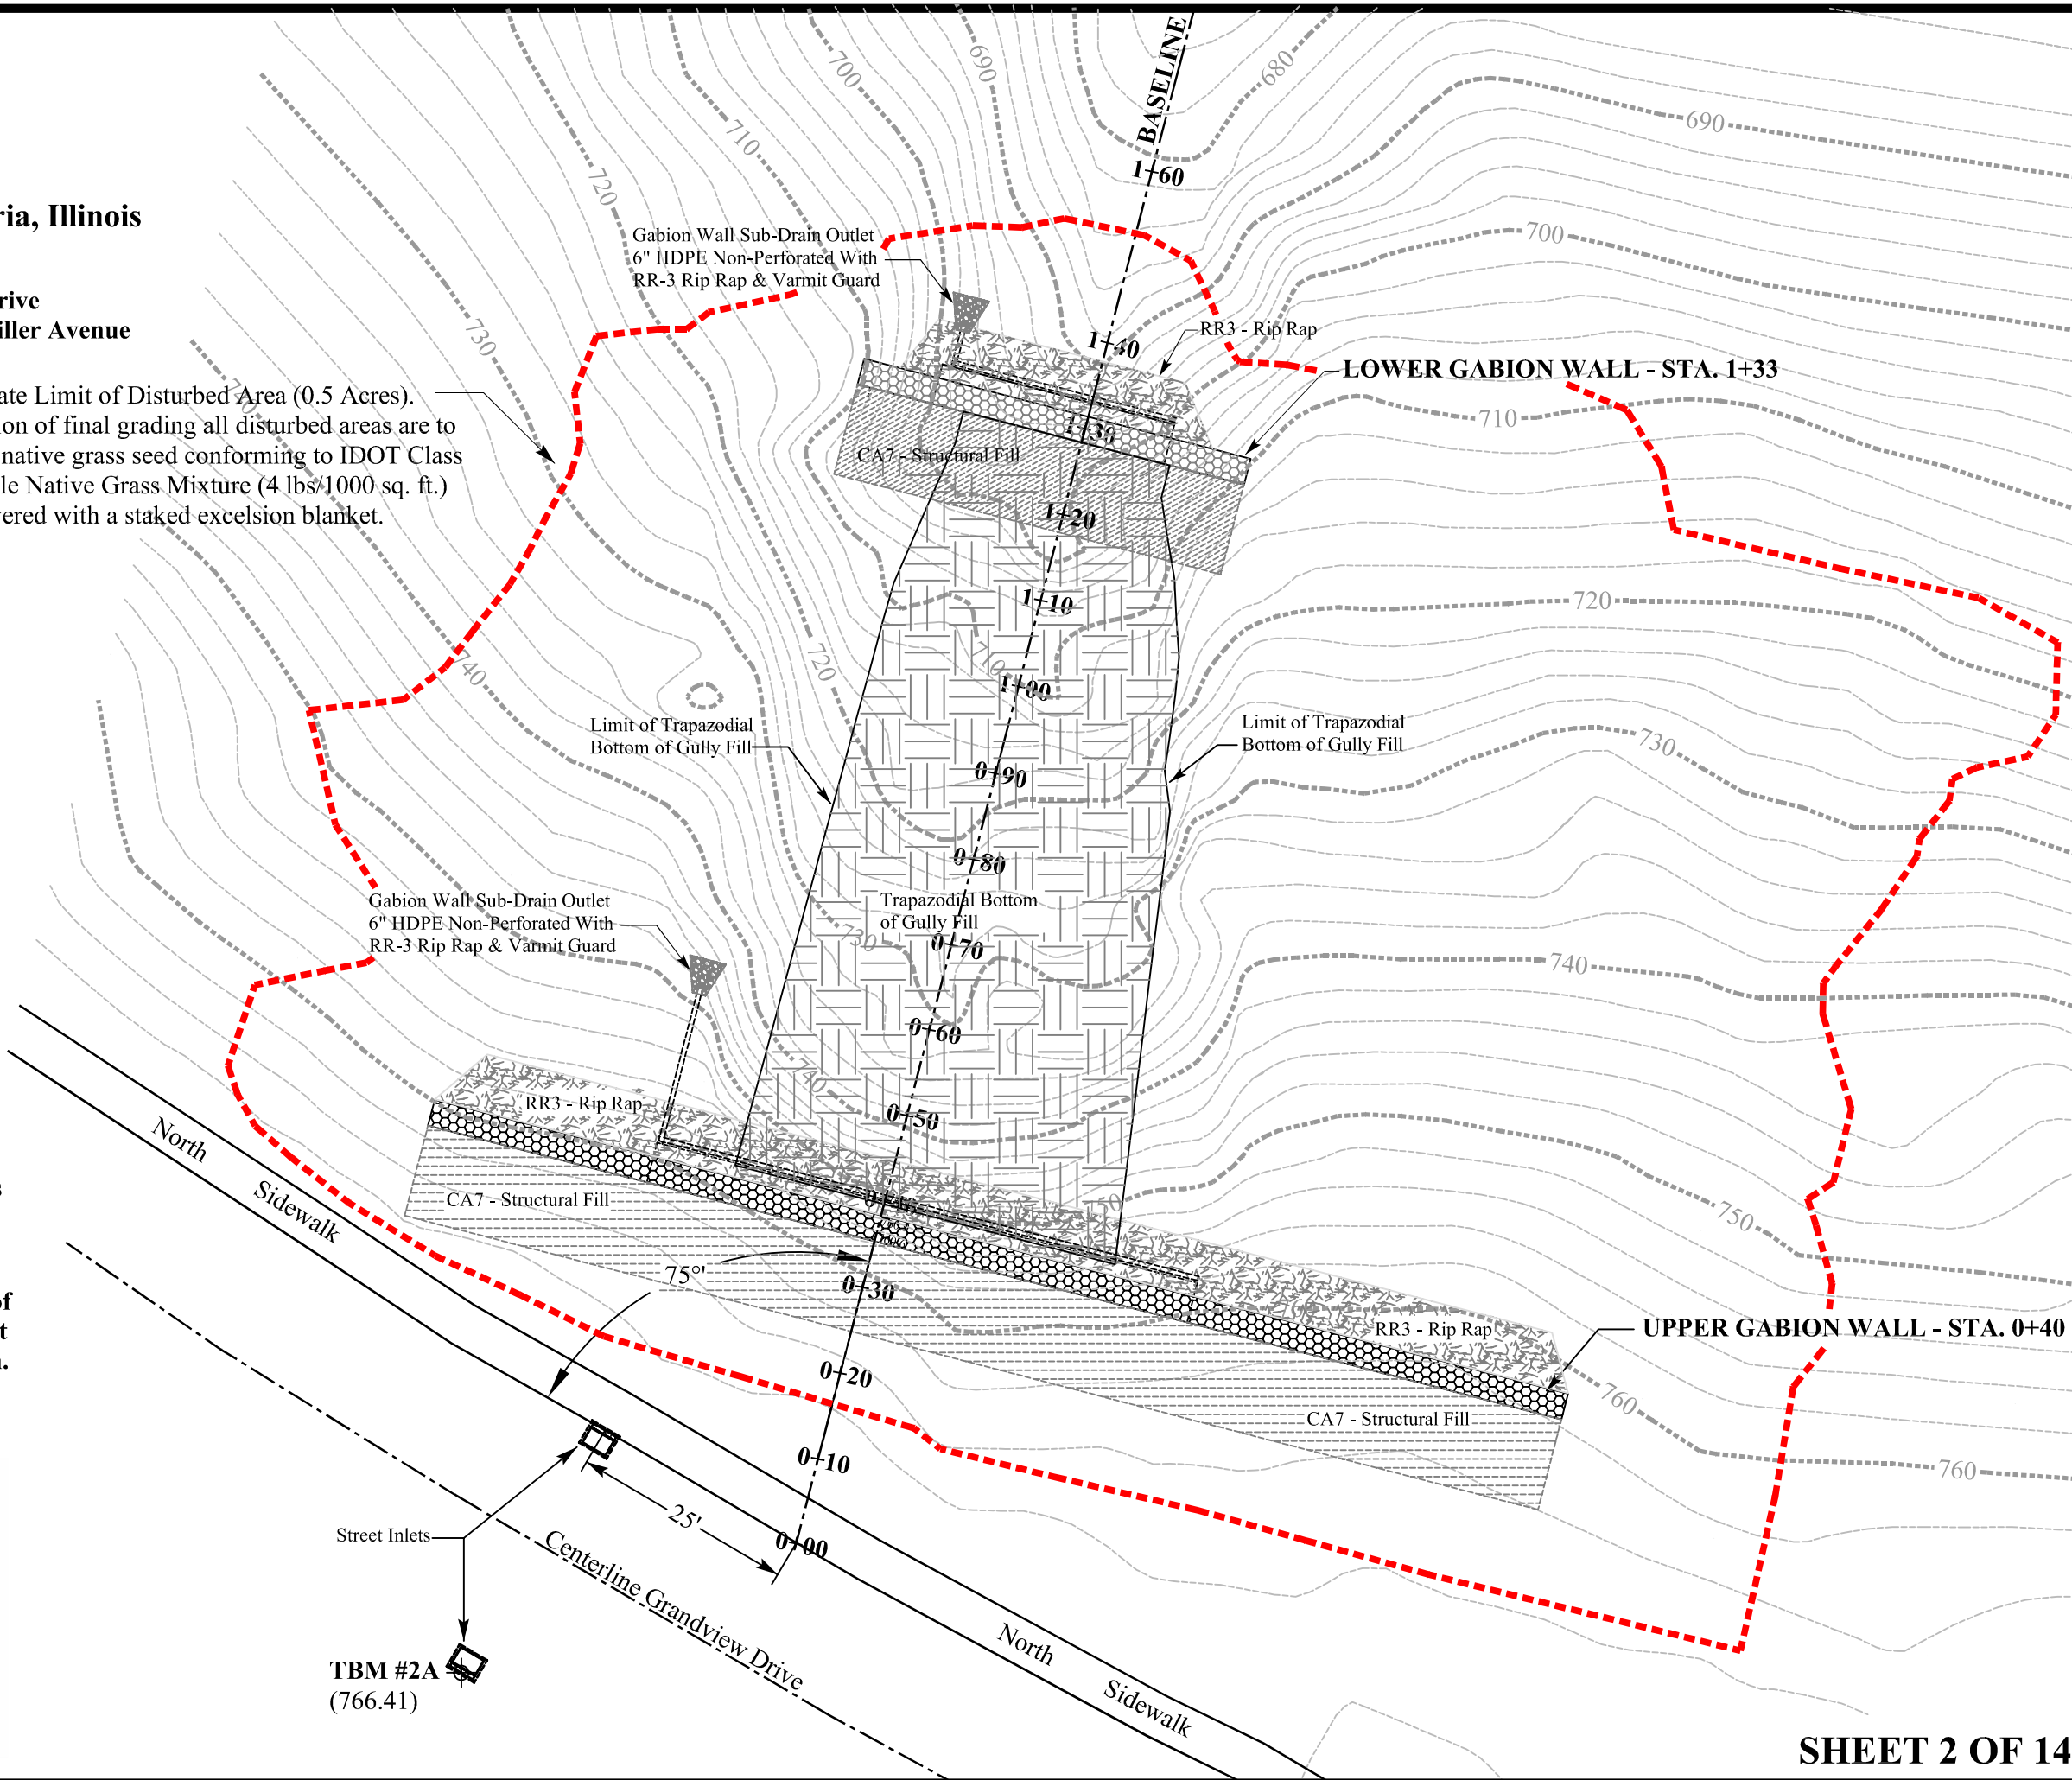 BASELINE
680
690
700
710
720
730
740
690
700
710
720
730
740
750
760
760
710
720
730
740
750
1+60
1+40
1+30
1+20
1+10
1+00
0+90
0+80
0+70
0+60
0+50
0+30
0+20
0+10
0+00
ria, Illinois
rive
iller Avenue
ate Limit of Disturbed Area (0.5 Acres).
ion of final grading all disturbed areas are to
native grass seed conforming to IDOT Class
le Native Grass Mixture (4 lbs/1000 sq. ft.)
vered with a staked excelsion blanket.
Gabion Wall Sub-Drain Outlet
6" HDPE Non-Perforated With
RR-3 Rip Rap & Varmit Guard
RR3 - Rip Rap
LOWER GABION WALL - STA. 1+33
CA7 - Structural Fill
Limit of Trapazodial
Bottom of Gully Fill
Limit of Trapazodial
Bottom of Gully Fill
Trapazodial Bottom
of Gully Fill
Gabion Wall Sub-Drain Outlet
6" HDPE Non-Perforated With
RR-3 Rip Rap & Varmit Guard
RR3 - Rip Rap
CA7 - Structural Fill
75°'
RR3 - Rip Rap
UPPER GABION WALL - STA. 0+40
CA7 - Structural Fill
North
Sidewalk
s
of
t
n.
25'
Street Inlets
Centerline Grandview Drive
TBM #2A
(766.41)
North
Sidewalk
SHEET 2 OF 14